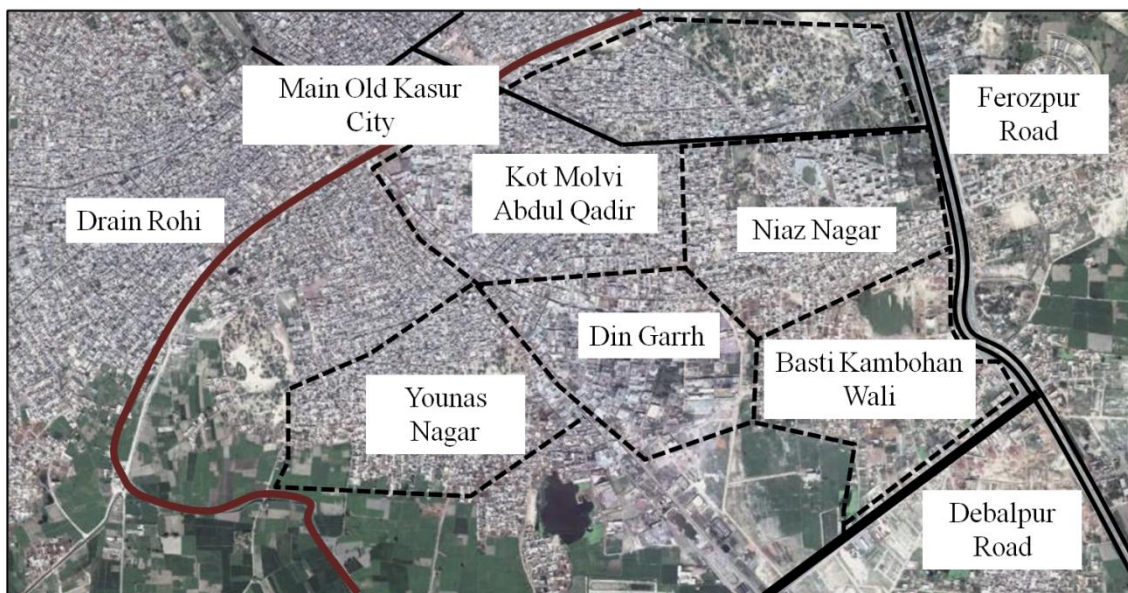 Main Old Kasur
City
Ferozpur
Road
Kot Molvi
Abdul Qadir
Drain Rohi
Niaz Nagar
Din Garrh
Basti Kambohan
Wali
Younas
Nagar
Debalpur
Road